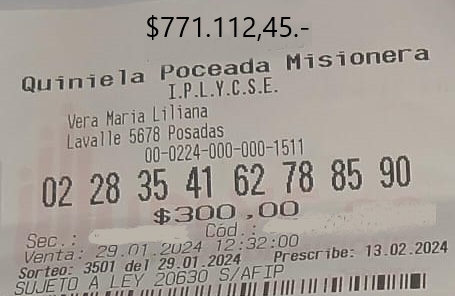 $771.112,45.-
Quiniela Poceada Misionera
I.P.L.Y.C.S.E.
Vera Maria Liliana
Lavalle 5678 Posadas
00-0224-000-000-1511
02 28 35 41 62 78 85 90
$300,00
Sec.: Cód.:
Venta: 29.01.2024 12:32:00
Sorteo: 3501 del 29.01.2024 Prescribe: 13.02.2024
SUJETO A LEY 20630 S/AFIP